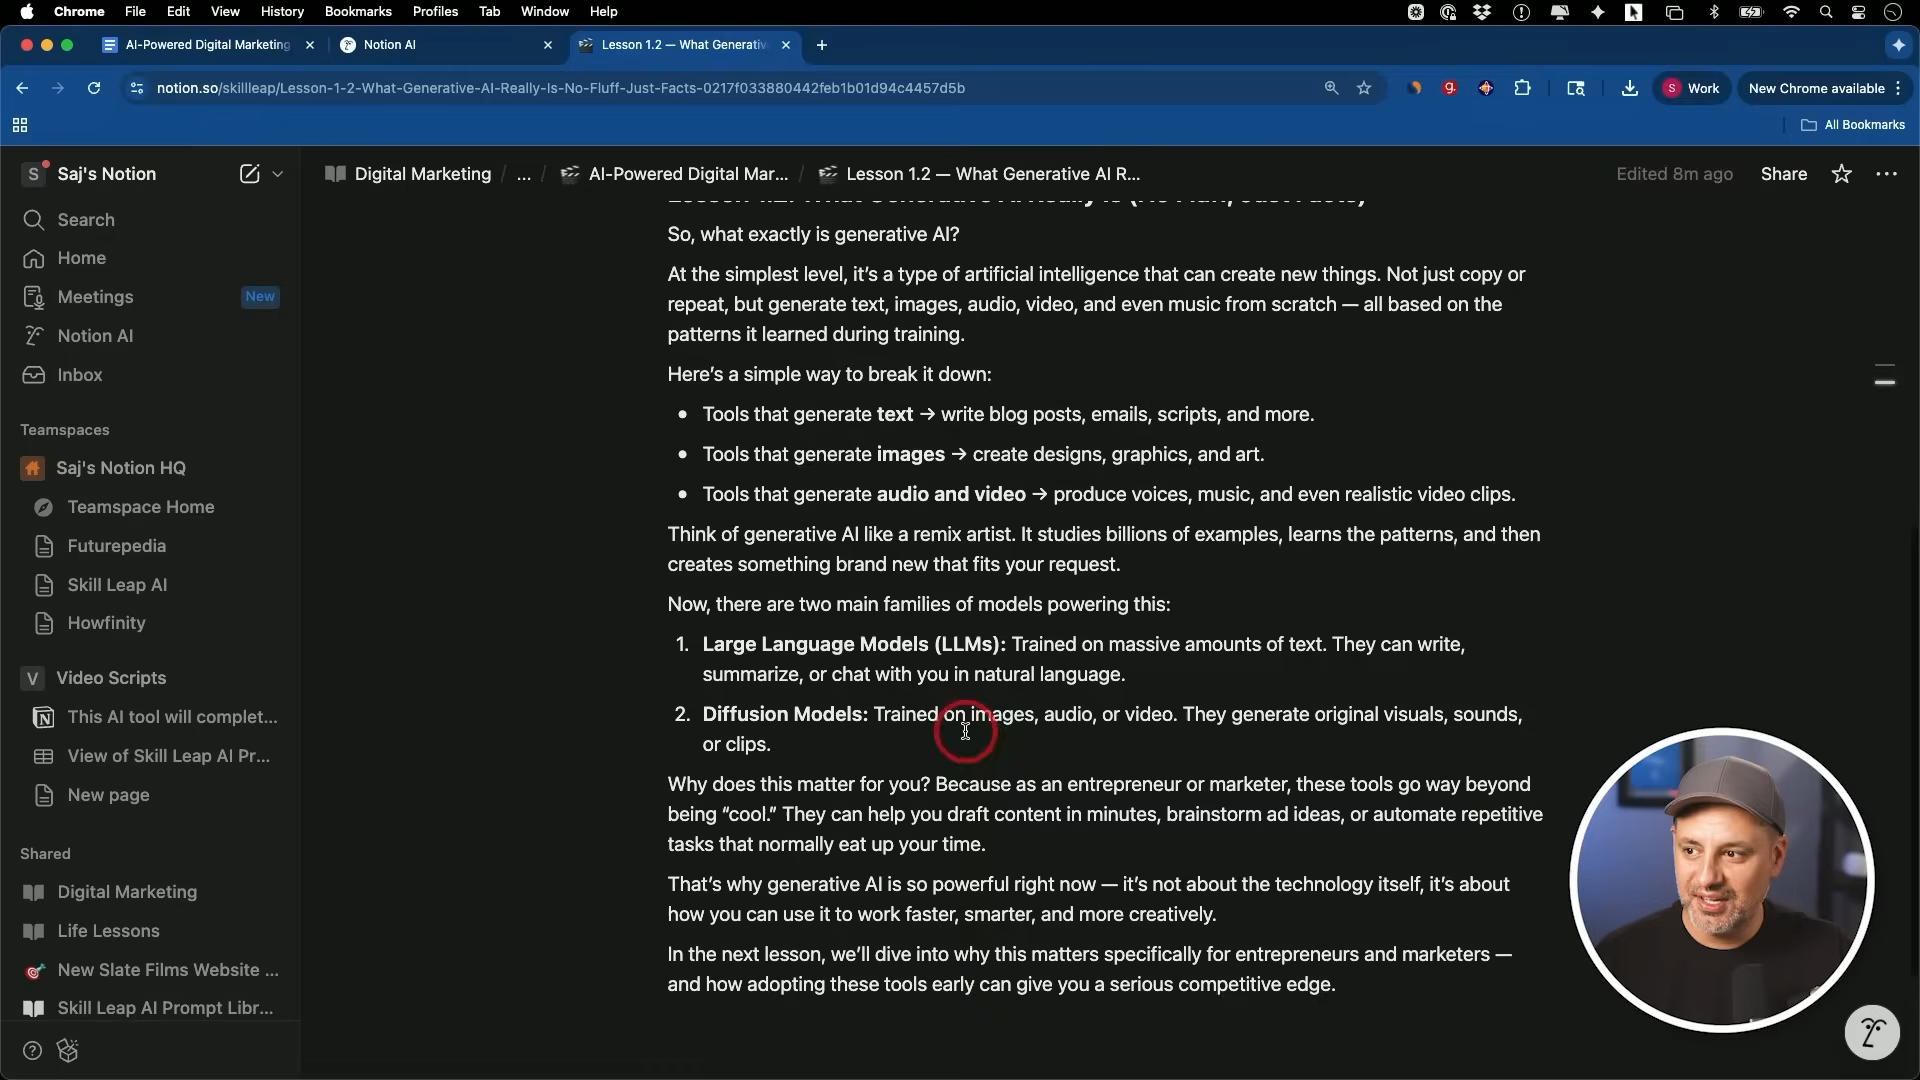 Chrome File Edit View History Bookmarks Profiles Tab Window Help
AI-Powered Digital Marketing
Notion AI
Lesson 1.2 — What Generativ
notion.so/skillleap/Lesson-1-2-What-Generative-AI-Really-Is-No-Fluff-Just-Facts-0217f033880442feb1b01d94c4457d5b
g.
S Work
New Chrome available
All Bookmarks
S Saj's Notion
Digital Marketing / ... / AI-Powered Digital Mar... / Lesson 1.2 — What Generative AI R...
Edited 8m ago
Share
Search
Home
Meetings New
Notion AI
Inbox
Teamspaces
Saj's Notion HQ
Teamspace Home
Futurepedia
Skill Leap AI
Howfinity
V Video Scripts
This AI tool will complet...
View of Skill Leap AI Pr...
New page
Shared
Digital Marketing
Life Lessons
New Slate Films Website ...
Skill Leap AI Prompt Libr...
So, what exactly is generative AI?
At the simplest level, it's a type of artificial intelligence that can create new things. Not just copy or
repeat, but generate text, images, audio, video, and even music from scratch — all based on the
patterns it learned during training.
Here's a simple way to break it down:
• Tools that generate text → write blog posts, emails, scripts, and more.
• Tools that generate images → create designs, graphics, and art.
• Tools that generate audio and video → produce voices, music, and even realistic video clips.
Think of generative AI like a remix artist. It studies billions of examples, learns the patterns, and then
creates something brand new that fits your request.
Now, there are two main families of models powering this:
1. Large Language Models (LLMs): Trained on massive amounts of text. They can write,
summarize, or chat with you in natural language.
2. Diffusion Models: Trained on images, audio, or video. They generate original visuals, sounds,
or clips.
Why does this matter for you? Because as an entrepreneur or marketer, these tools go way beyond
being “cool.” They can help you draft content in minutes, brainstorm ad ideas, or automate repetitive
tasks that normally eat up your time.
That's why generative AI is so powerful right now — it's not about the technology itself, it's about
how you can use it to work faster, smarter, and more creatively.
In the next lesson, we'll dive into why this matters specifically for entrepreneurs and marketers —
and how adopting these tools early can give you a serious competitive edge.